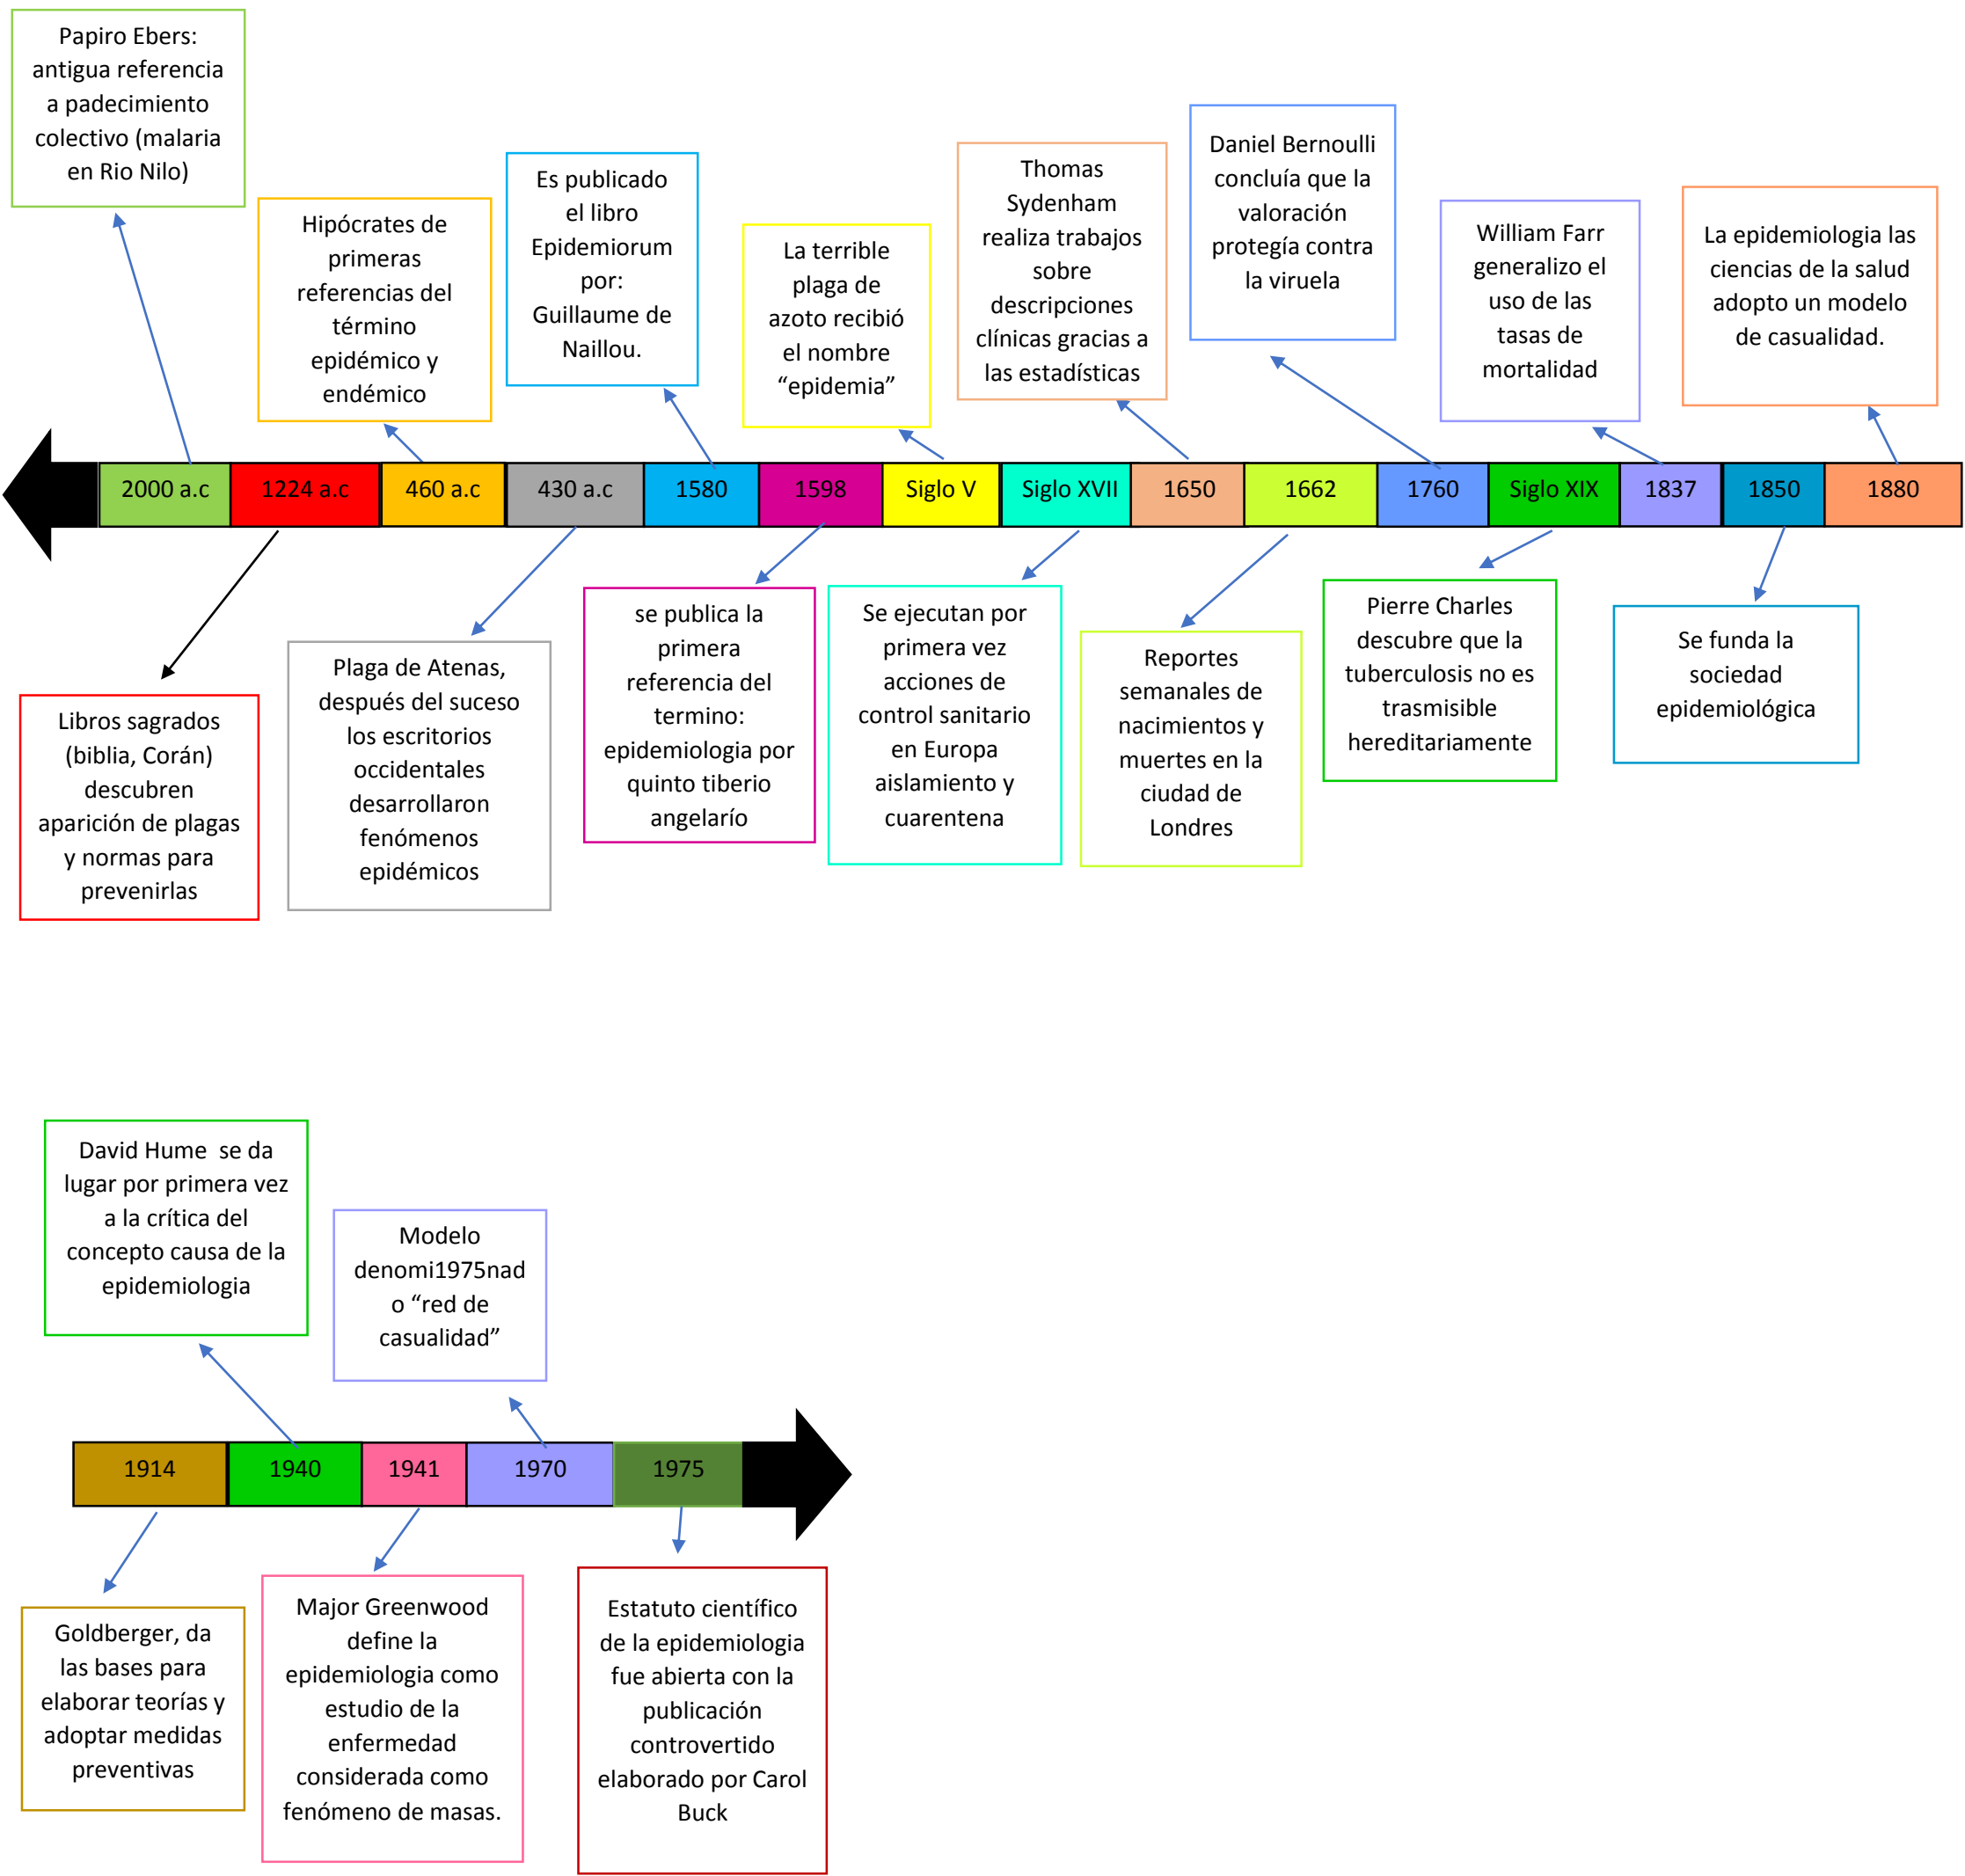 Papiro Ebers:
antigua referencia
a padecimiento
colectivo (malaria
en Rio Nilo)
Hipócrates de
primeras
referencias del
término
epidémico y
endémico
Es publicado
el libro
Epidemiorum
por:
Guillaume de
Naillou.
La terrible
plaga de
azoto recibió
el nombre
“epidemia”
Thomas
Sydenham
realiza trabajos
sobre
descripciones
clínicas gracias a
las estadísticas
Daniel Bernoulli
concluía que la
valoración
protegía contra
la viruela
William Farr
generalizo el
uso de las
tasas de
mortalidad
La epidemiologia las
ciencias de la salud
adopto un modelo
de casualidad.
2000 a.c
1224 a.c
460 a.c
430 a.c
1580
1598
Siglo V
Siglo XVII
1650
1662
1760
Siglo XIX
1837
1850
1880
Libros sagrados
(biblia, Corán)
descubren
aparición de plagas
y normas para
prevenirlas
Plaga de Atenas,
después del suceso
los escritorios
occidentales
desarrollaron
fenómenos
epidémicos
se publica la
primera
referencia del
termino:
epidemiologia por
quinto tiberio
angelarío
Se ejecutan por
primera vez
acciones de
control sanitario
en Europa
aislamiento y
cuarentena
Reportes
semanales de
nacimientos y
muertes en la
ciudad de
Londres
Pierre Charles
descubre que la
tuberculosis no es
trasmisible
hereditariamente
Se funda la
sociedad
epidemiológica
David Hume  se da
lugar por primera vez
a la crítica del
concepto causa de la
epidemiologia
Modelo
denomi1975nad
o “red de
casualidad”
1914
1940
1941
1970
1975
Goldberger, da
las bases para
elaborar teorías y
adoptar medidas
preventivas
Major Greenwood
define la
epidemiologia como
estudio de la
enfermedad
considerada como
fenómeno de masas.
Estatuto científico
de la epidemiologia
fue abierta con la
publicación
controvertido
elaborado por Carol
Buck